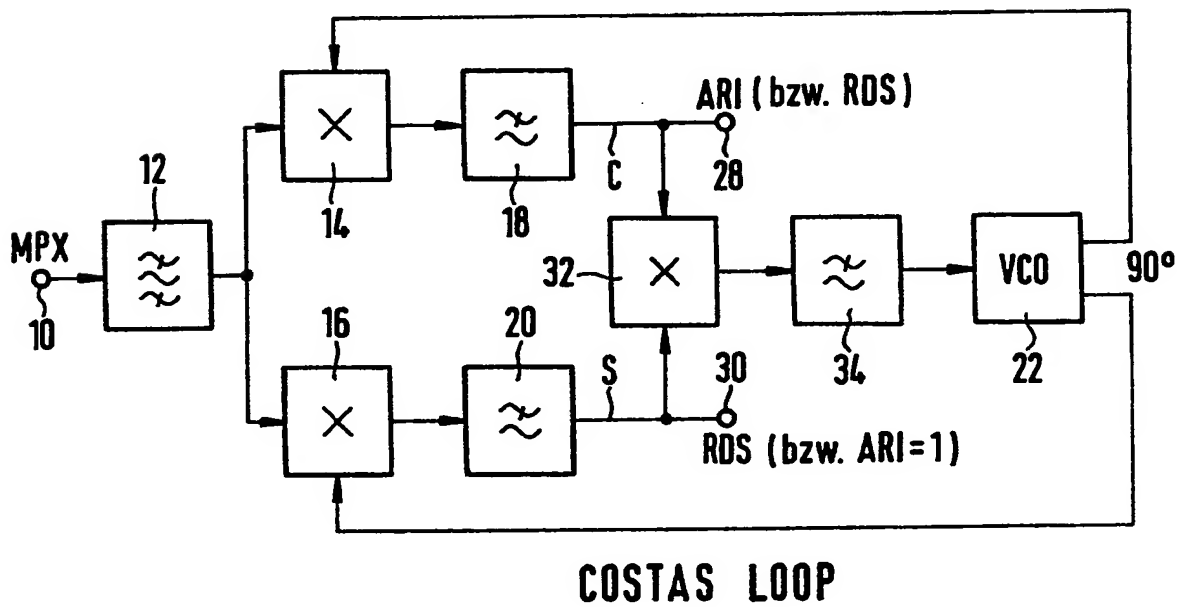 ARI (bzw. RDS)
12
14
18
C
28
MPX
10
32
VCO
90°
16
20
S
30
34
22
RDS (bzw. ARI=1)
COSTAS LOOP